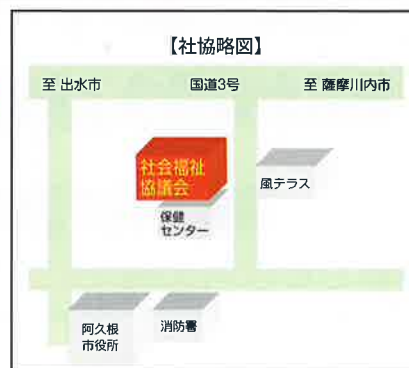 【社協略図】
至 出水市 国道3号 至 薩摩川内市
社会福祉
協議会
風テラス
保健
センター
阿久根
市役所
消防署